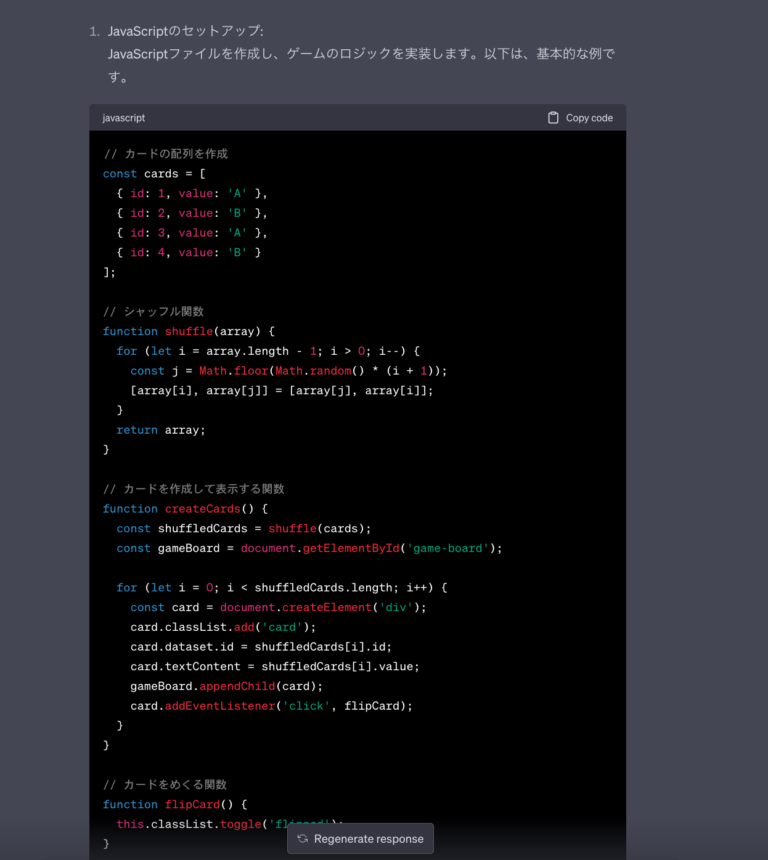 1. JavaScriptのセットアップ:
JavaScriptファイルを作成し、ゲームのロジックを実装します。以下は、基本的な例で
す。
javascript Copy code
// カードの配列を作成
const cards = [
  { id: 1, value: 'A' },
  { id: 2, value: 'B' },
  { id: 3, value: 'A' },
  { id: 4, value: 'B' }
];
// シャッフル関数
function shuffle(array) {
  for (let i = array.length - 1; i > 0; i--) {
    const j = Math.floor(Math.random() * (i + 1));
    [array[i], array[j]] = [array[j], array[i]];
  }
  return array;
}
// カードを作成して表示する関数
function createCards() {
  const shuffledCards = shuffle(cards);
  const gameBoard = document.getElementById('game-board');
  for (let i = 0; i < shuffledCards.length; i++) {
    const card = document.createElement('div');
    card.classList.add('card');
    card.dataset.id = shuffledCards[i].id;
    card.textContent = shuffledCards[i].value;
    gameBoard.appendChild(card);
    card.addEventListener('click', flipCard);
  }
}
// カードをめくる関数
function flipCard() {
  this.classList.toggle(
Regenerate response
}